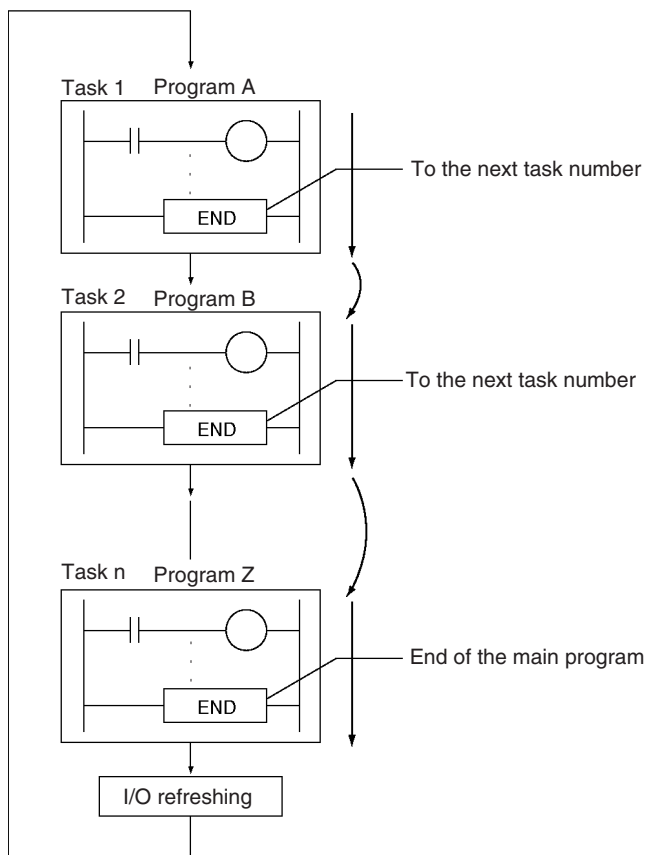 Task 1 Program A
To the next task number
END
Task 2 Program B
To the next task number
END
Task n Program Z
End of the main program
END
I/O refreshing